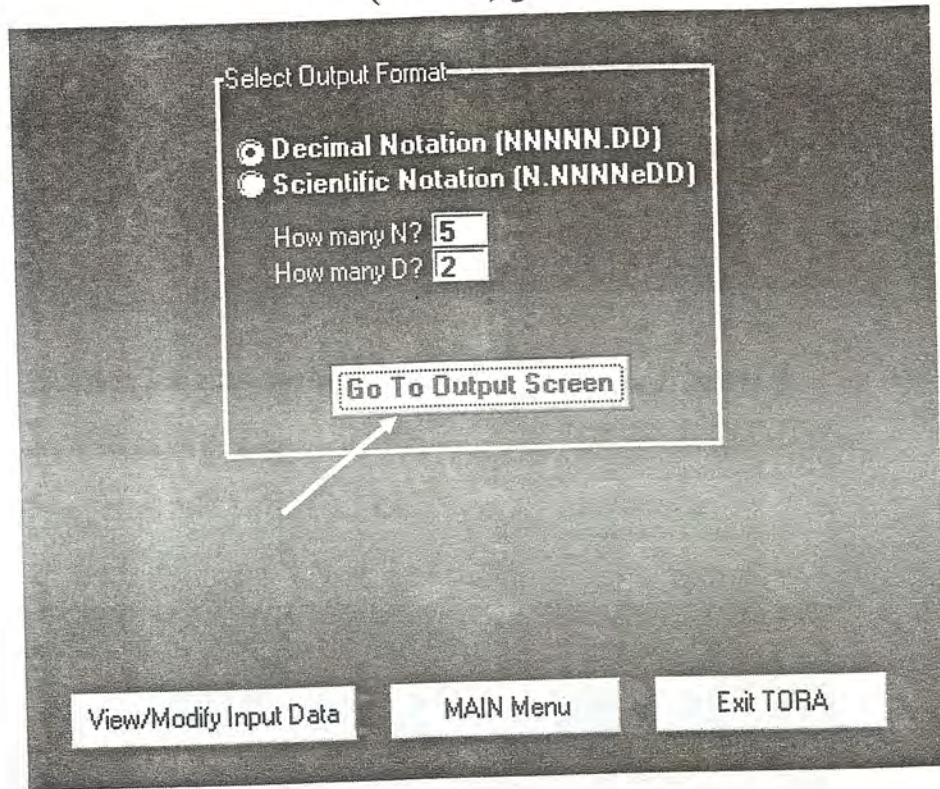 Select Output Format
Decimal Notation (NNNNN.DD)
Scientific Notation (N.NNNNeDD)
How many N? 5
How many D? 2
Go To Output Screen
View/Modify Input Data MAIN Menu Exit TORA